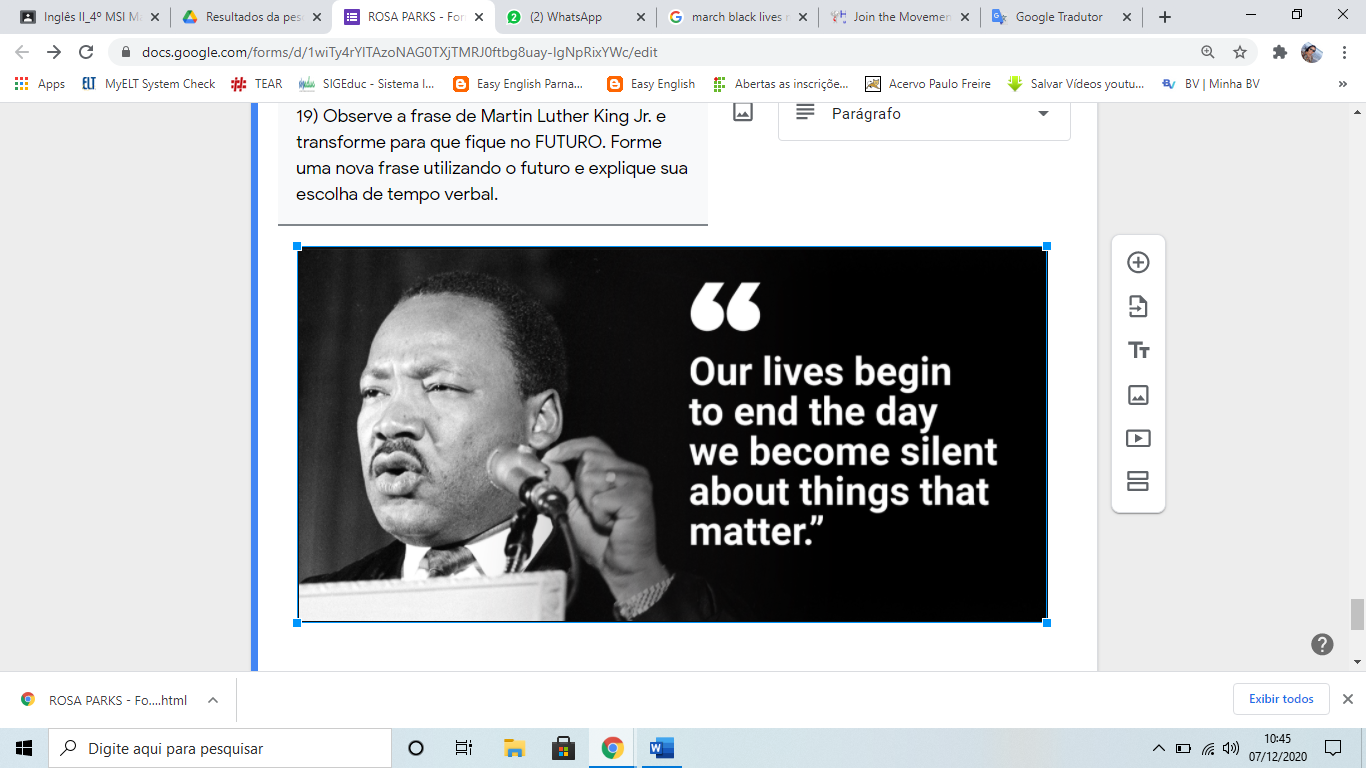 Inglês II_4º MSI M
Resultados da pes
ROSA PARKS - For
(2) WhatsApp
march black lives m
Join the Movemen
Google Tradutor
docs.google.com/forms/d/1wiTy4rYlTAzoNAG0TXjTMRJ0ftbg8uay-IgNpRixYWc/edit
Apps
MyELT System Check
TEAR
SIGEduc - Sistema I...
Easy English Parna...
Easy English
Abertas as inscriçõe...
Acervo Paulo Freire
Salvar Vídeos youtu...
BV | Minha BV
19) Observe a frase de Martin Luther King Jr. e
transforme para que fique no FUTURO. Forme
uma nova frase utilizando o futuro e explique sua
escolha de tempo verbal.
Parágrafo
“
Our lives begin
to end the day
we become silent
about things that
matter.”
ROSA PARKS - Fo....html
Exibir todos
Digite aqui para pesquisar
10:45
07/12/2020